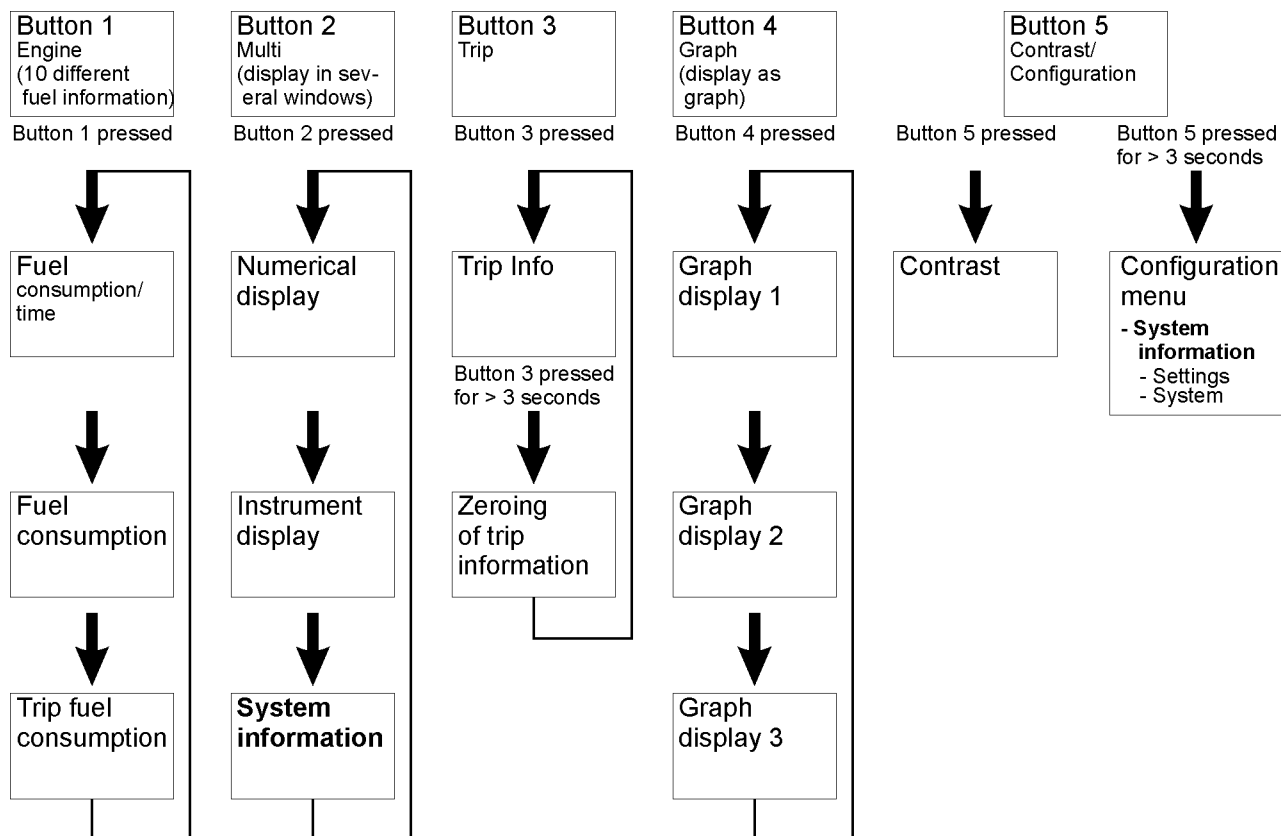 Button 1
Engine
(10 different
fuel information)
Button 1 pressed
Fuel
consumption/
time
Fuel
consumption
Trip fuel
consumption
Button 2
Multi
(display in sev-
eral windows)
Button 2 pressed
Numerical
display
Instrument
display
System
information
Button 3
Trip
Button 3 pressed
Trip Info
Button 3 pressed
for > 3 seconds
Zeroing
of trip
information
Button 4
Graph
(display as
graph)
Button 4 pressed
Graph
display 1
Graph
display 2
Graph
display 3
Button 5
Contrast/
Configuration
Button 5 pressed
Contrast
Button 5 pressed
for > 3 seconds
Configuration
menu
- System
information
- Settings
- System